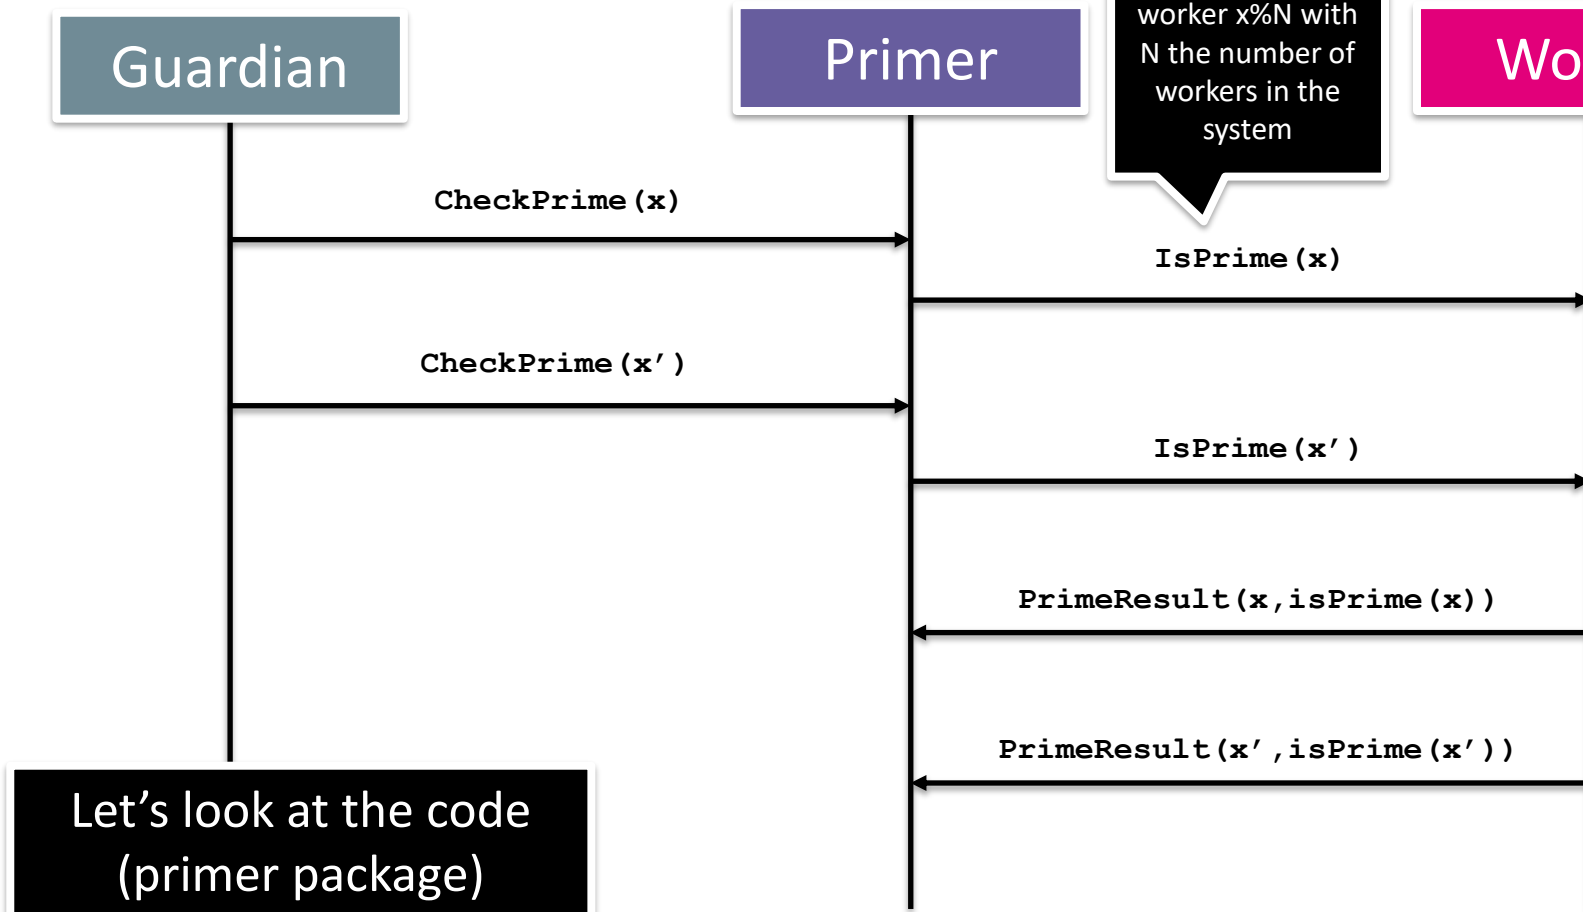 Guardian
Primer
worker x%N with
N the number of
workers in the
system
Wo
CheckPrime(x)
IsPrime(x)
CheckPrime(x’)
IsPrime(x’)
PrimeResult(x,isPrime(x))
PrimeResult(x’,isPrime(x’))
Let’s look at the code
(primer package)